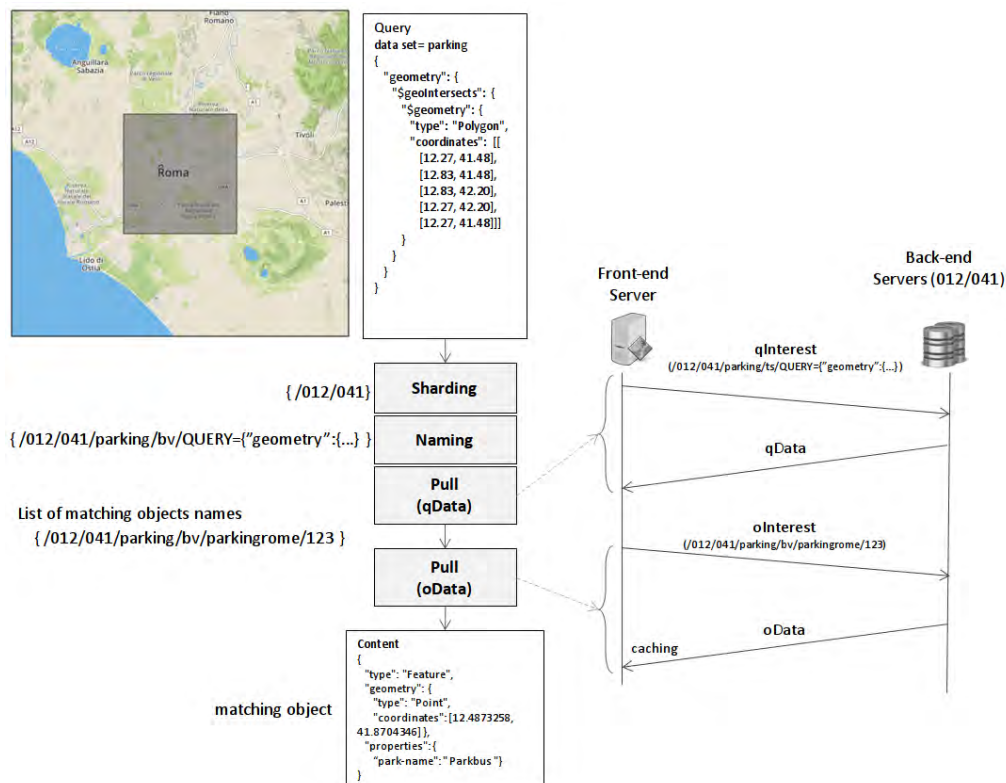 Fiano
Romano
Anguillara
Sabazia
A1
Tivoli
A12
Roma
Palesti
Lido di
Ostia
A1
Query
data set= parking
{
"geometry": {
"$geoIntersects": {
"$geometry": {
"type": "Polygon",
"coordinates": [[
[12.27, 41.48],
[12.83, 41.48],
[12.83, 42.20],
[12.27, 42.20],
[12.27, 41.48]]]
}
}
}
}
{ /012/041}
Sharding
{ /012/041/parking/bv/QUERY={"geometry":{...} }
Naming
Pull
(qData)
List of matching objects names
{ /012/041/parking/bv/parkingrome/123 }
Pull
(oData)
matching object
Content
{
"type": "Feature",
"geometry": {
"type": "Point",
"coordinates": [12.4873258,
41.8704346] },
"properties": {
"park-name": "Parkbus "}
}
Front-end
Server
Back-end
Servers (012/041)
qInterest
(/012/041/parking/ts/QUERY={"geometry":{...})
qData
oInterest
(/012/041/parking/bv/parkingrome/123)
oData
caching